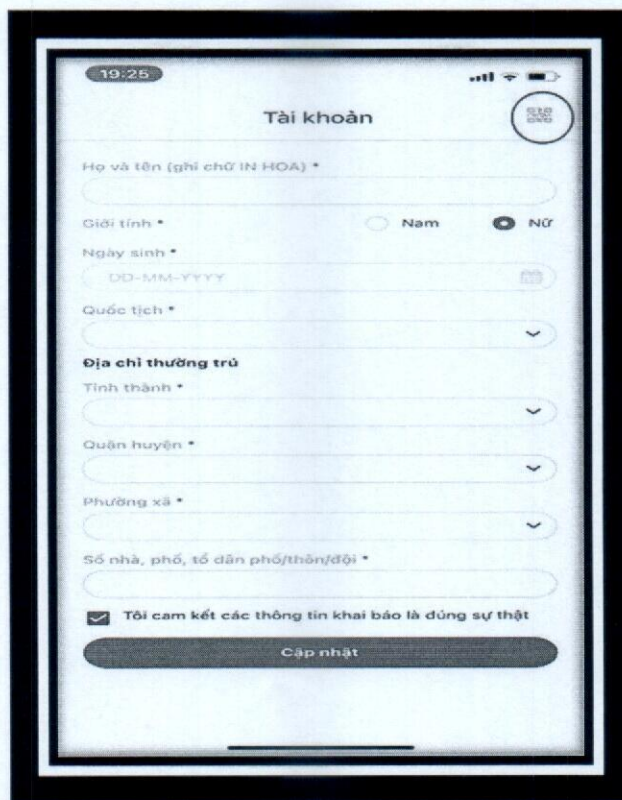 19:25
Tài khoản
Họ và tên (ghi chữ IN HOA) *
Giới tính *
Nam
Nữ
Ngày sinh *
DD-MM-YYYY
Quốc tịch *
Địa chỉ thường trú
Tỉnh thành *
Quận huyện *
Phường xã *
Số nhà, phố, tổ dân phố/thôn/đội *
Tôi cam kết các thông tin khai báo là đúng sự thật
Cập nhật